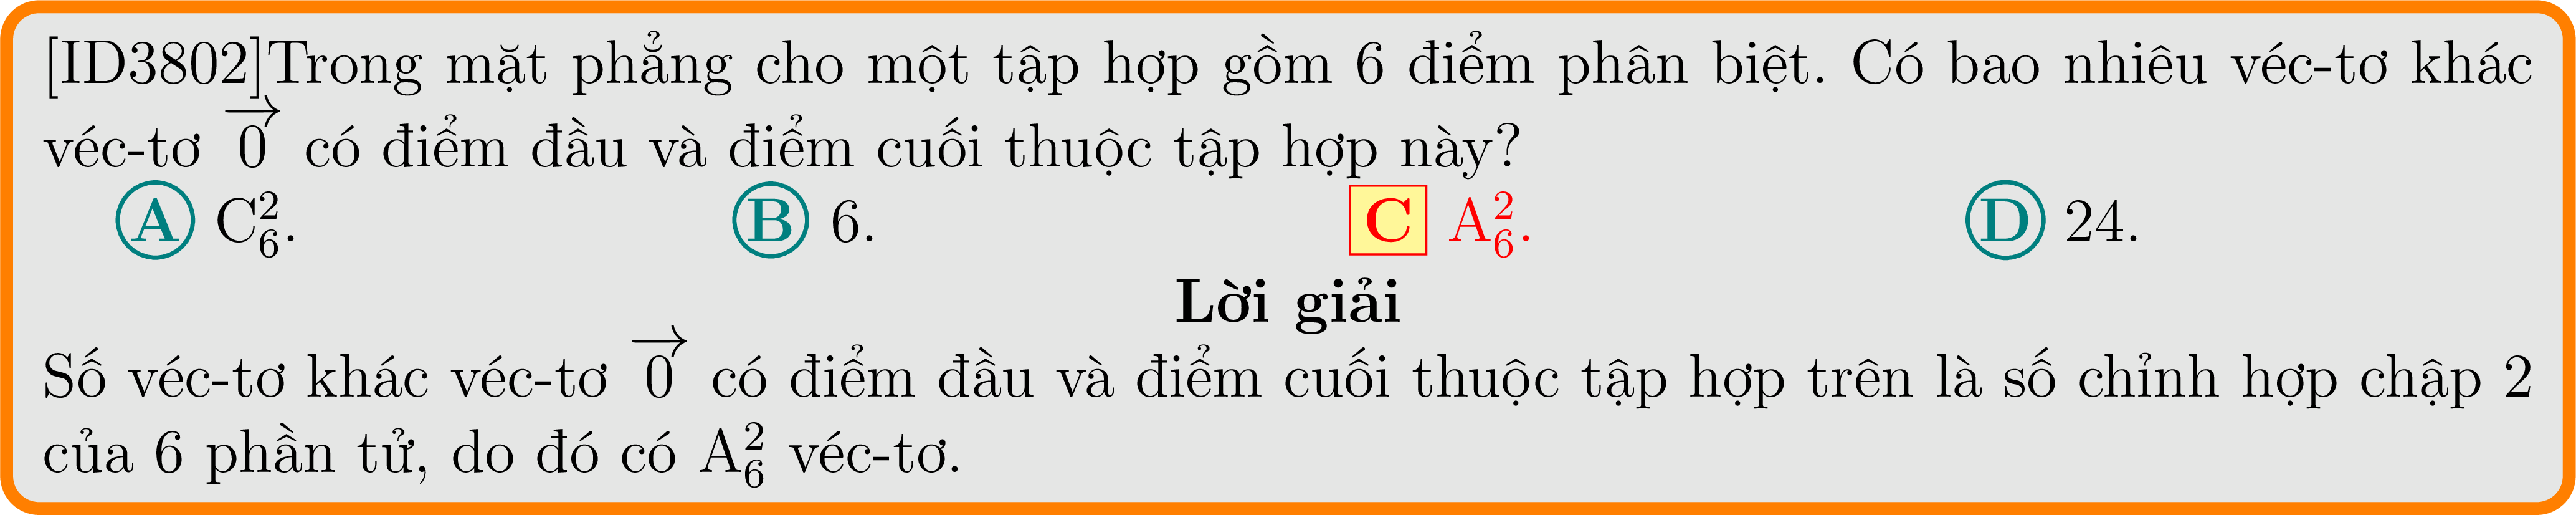 [ID3802]Trong mặt phẳng cho một tập hợp gồm 6 điểm phân biệt. Có bao nhiêu véc-tơ khác
véc-tơ $\overrightarrow{0}$ có điểm đầu và điểm cuối thuộc tập hợp này?
A C$_6^2$. B 6. C A$_6^2$. D 24.
Lời giải
Số véc-tơ khác véc-tơ $\overrightarrow{0}$ có điểm đầu và điểm cuối thuộc tập hợp trên là số chỉnh hợp chập 2
của 6 phần tử, do đó có A$_6^2$ véc-tơ.